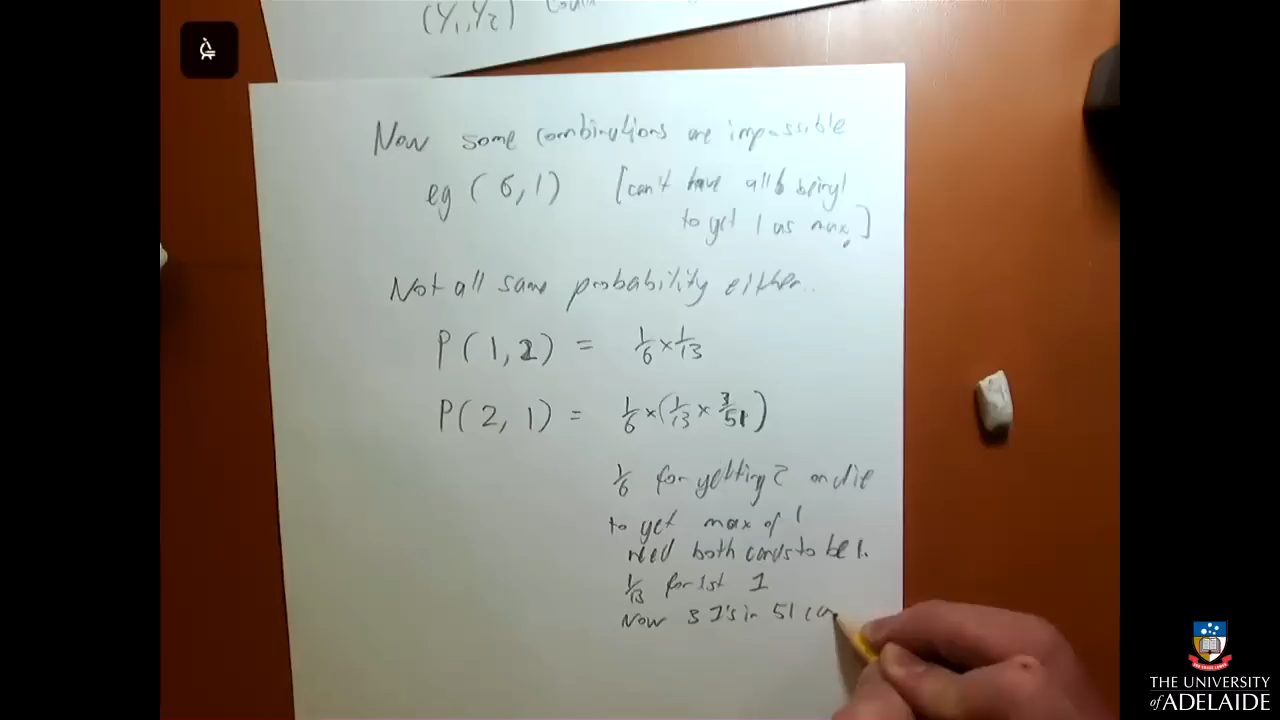 (Y₁, Y₂)
Now some combinations are impossible
eg (6, 1) [can't have all 6 being 1
to get 1 as max.]
Not all same probability either..
P(1, 2) = 1/6 × 1/13
P(2, 1) = 1/6 × (1/13 × 3/51)
1/6 for getting 2 on die
to get max of 1
need both cards to be 1.
1/13 for 1st 1
Now 3 1's in 51 ca
THE UNIVERSITY
of ADELAIDE